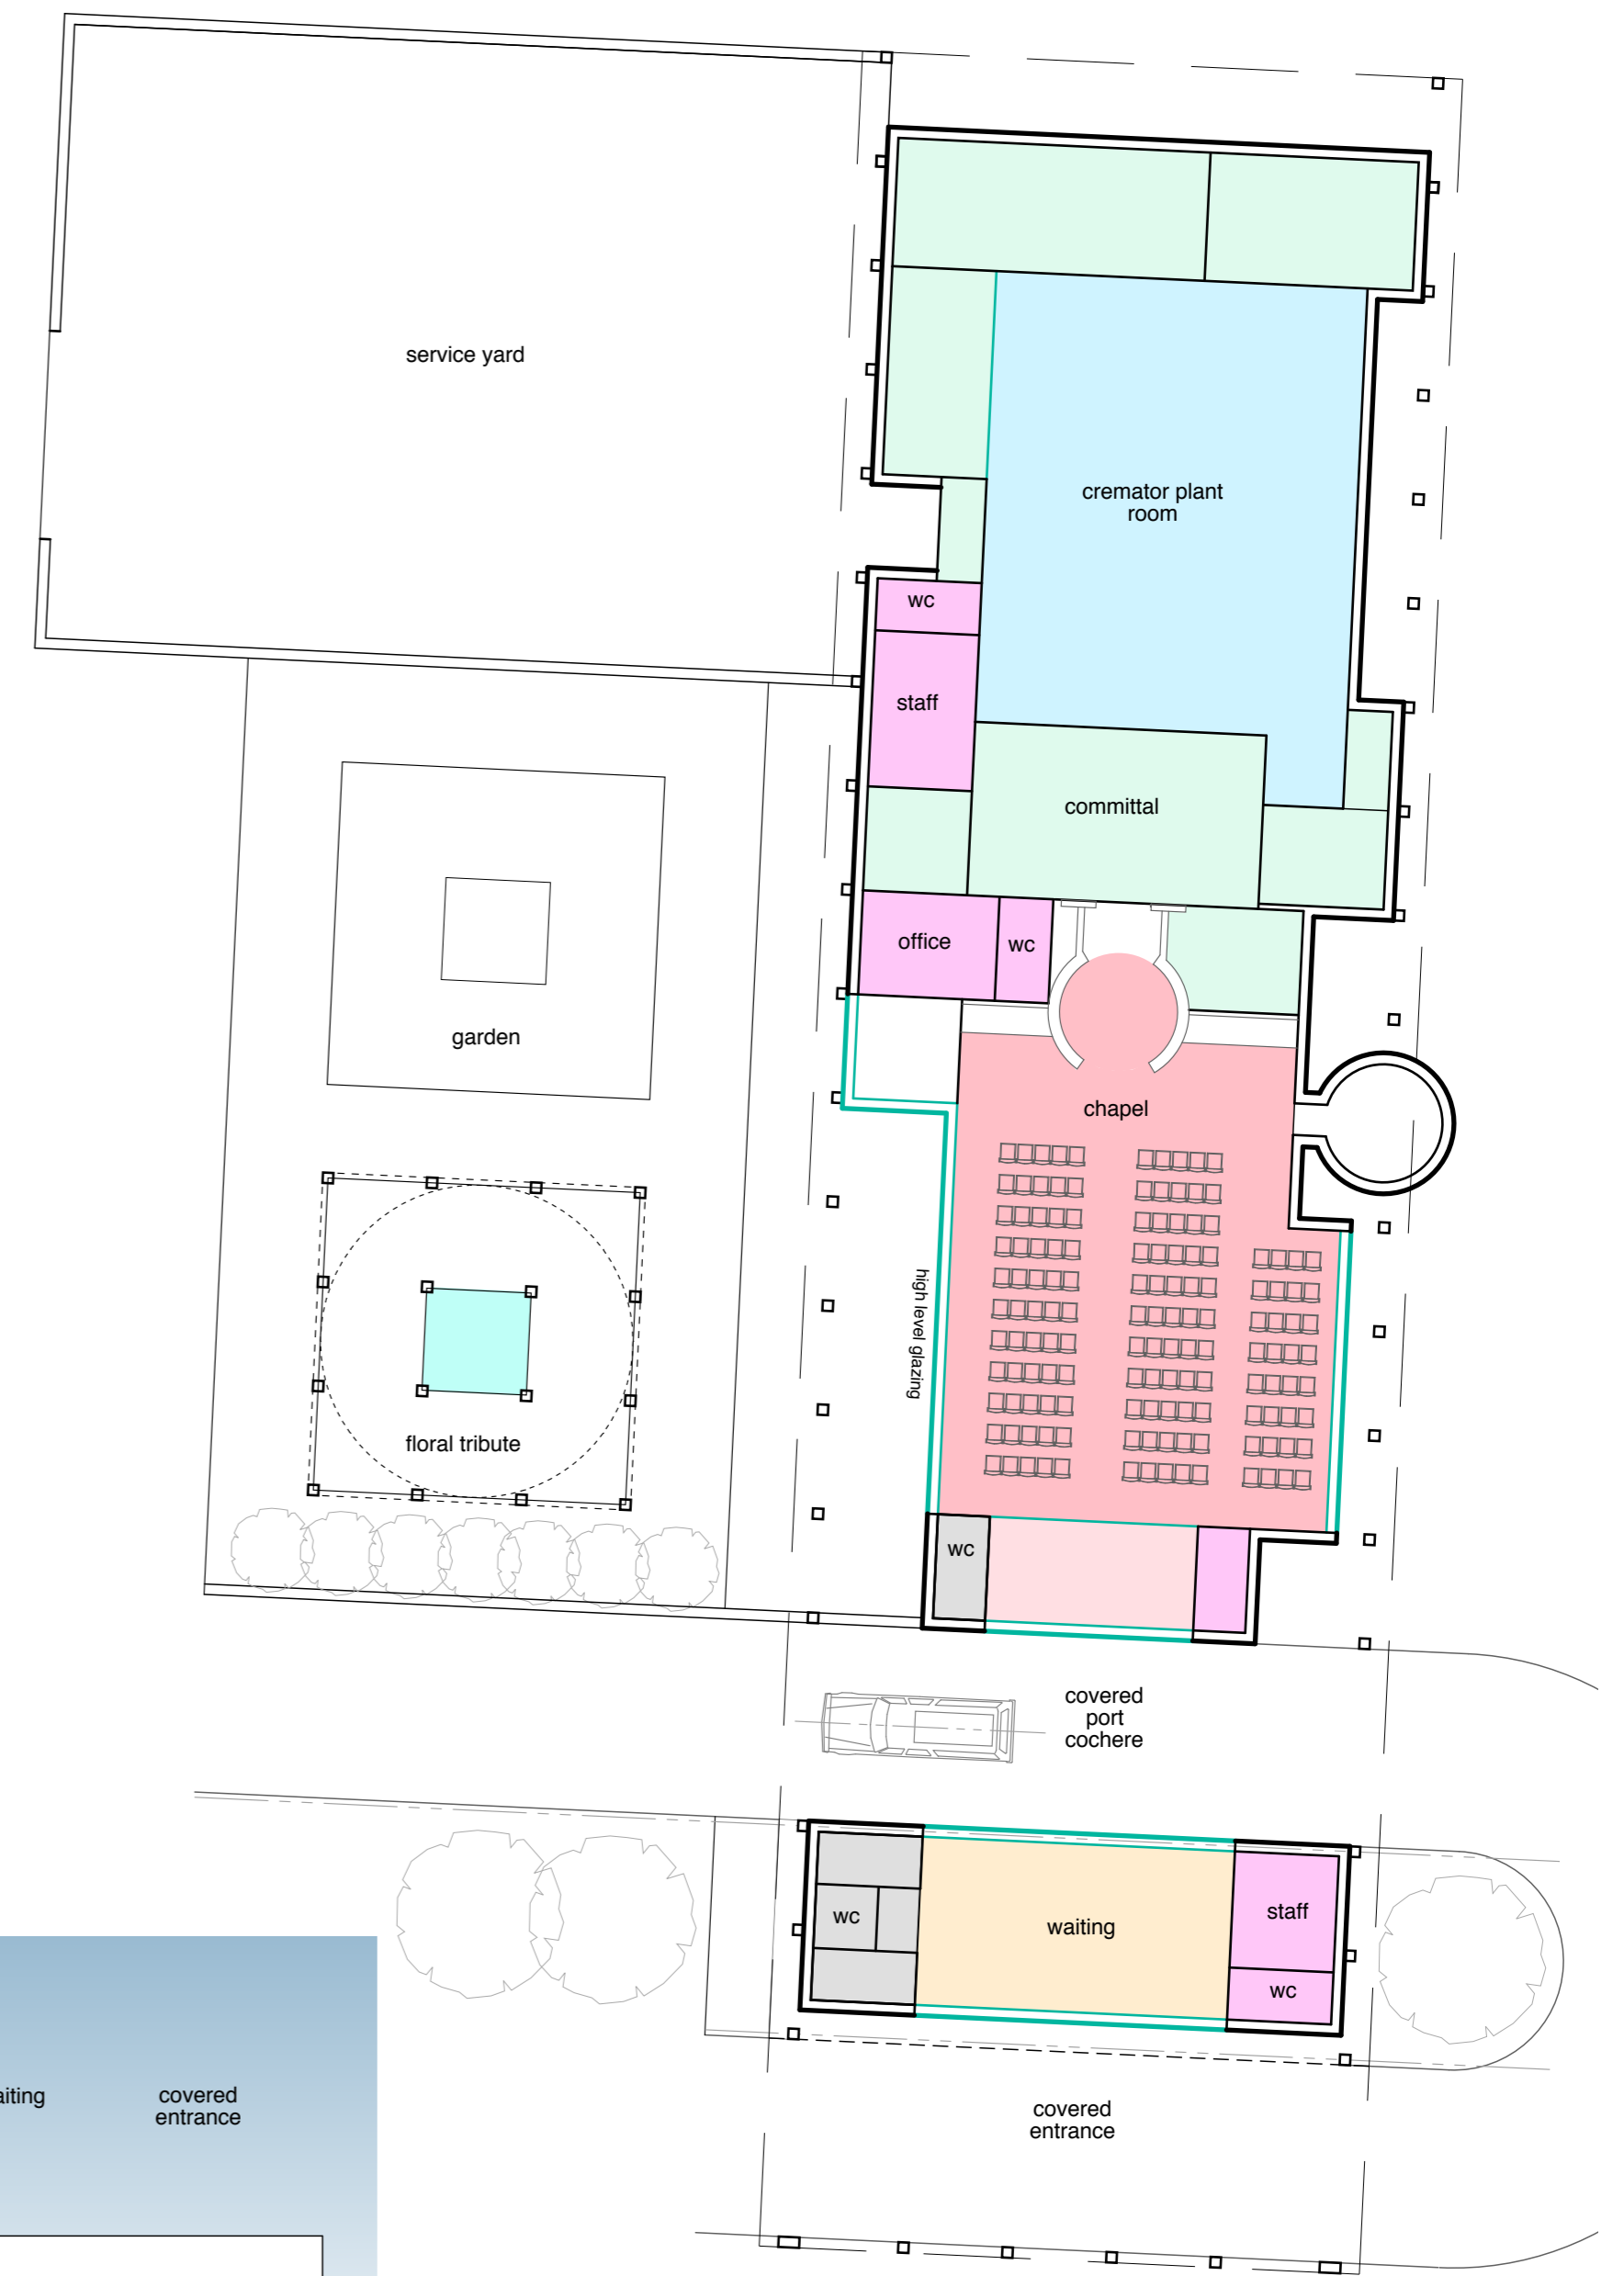 service yard
cremator plant
room
wc
staff
committal
office
wc
garden
chapel
high level glazing
floral tribute
wc
covered
port
cochere
wc
waiting
staff
wc
covered
entrance
aiting
covered
entrance